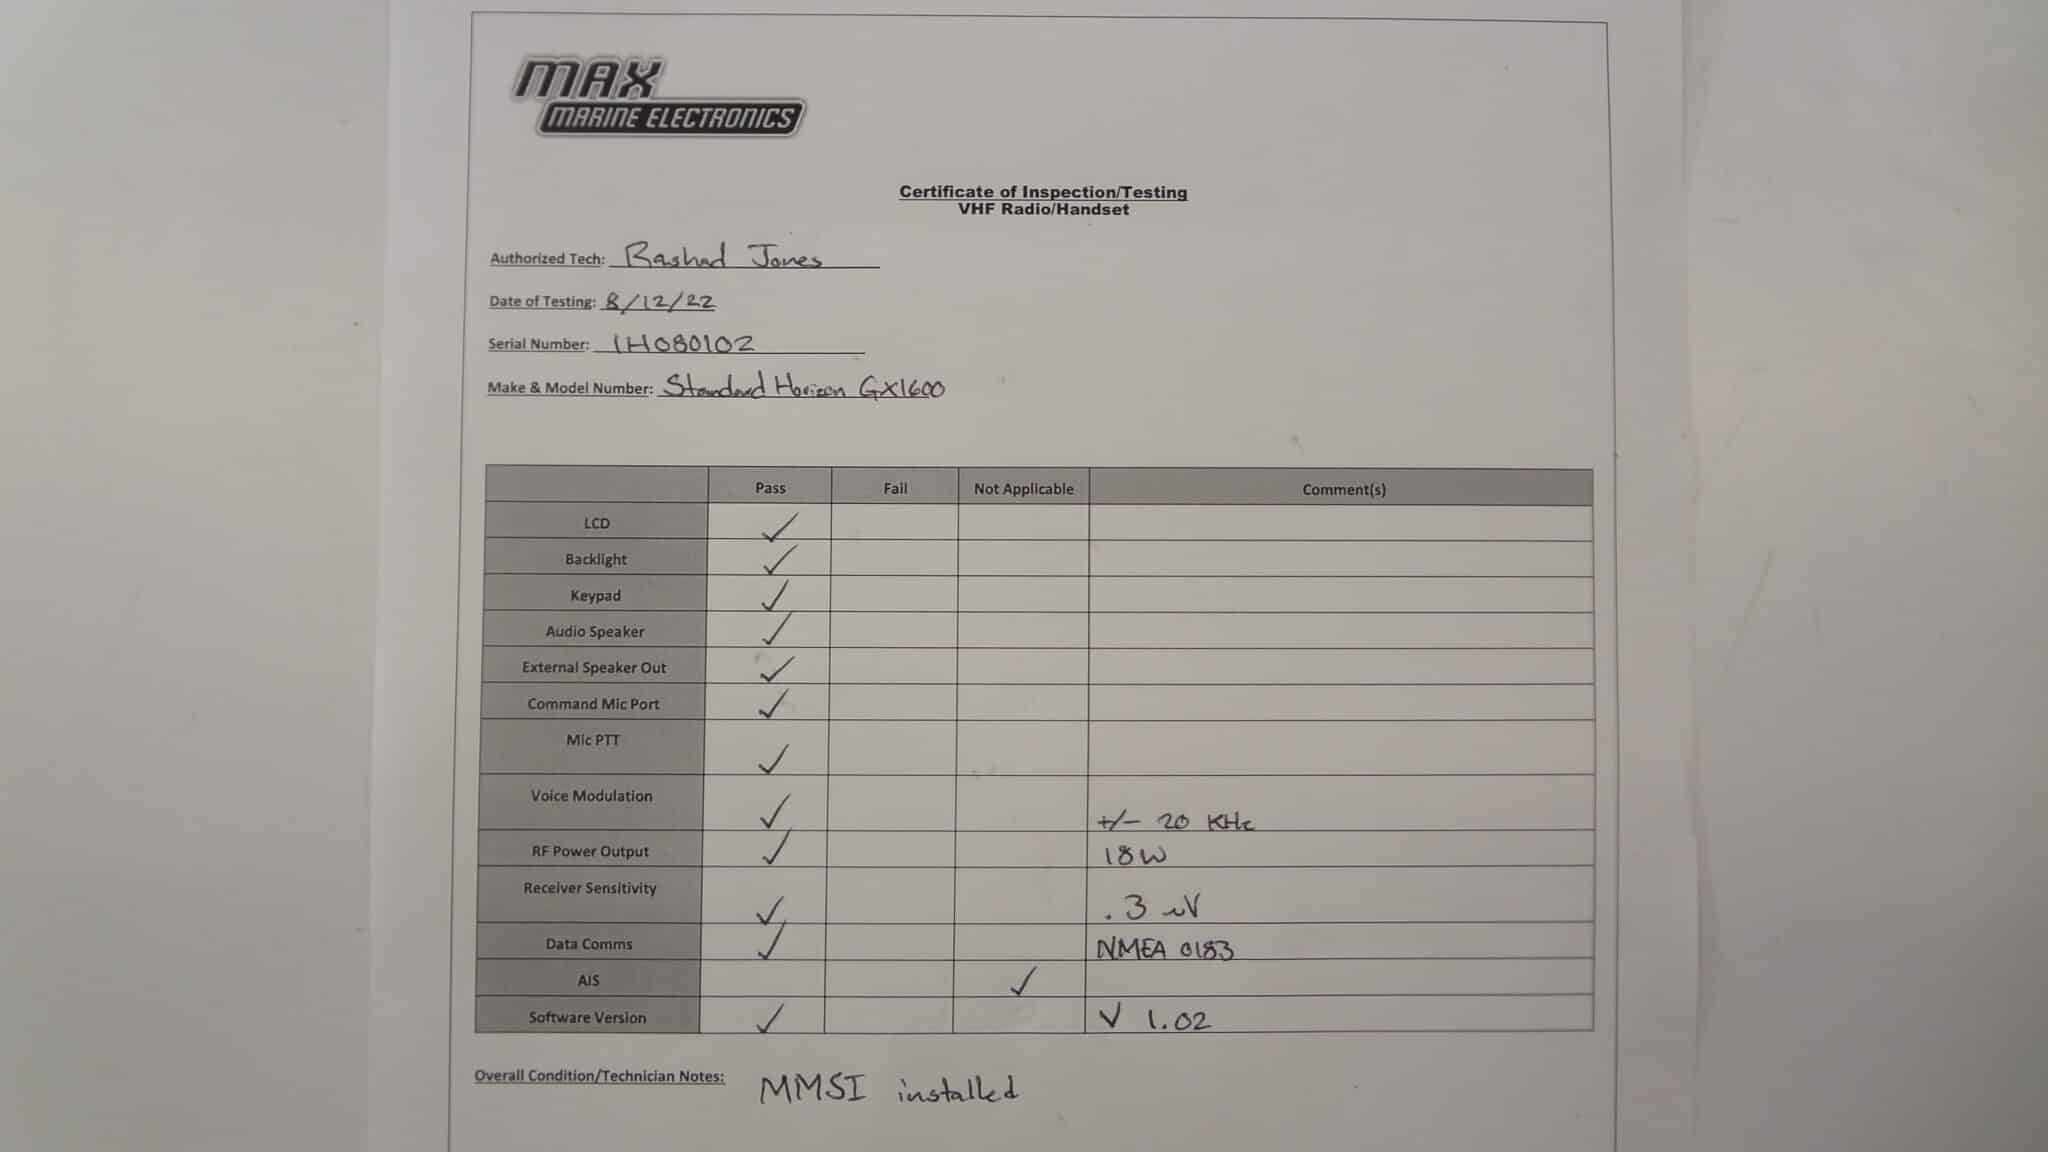 MAX
MARINE ELECTRONICS
Certificate of Inspection/Testing
VHF Radio/Handset
Authorized Tech: Rashad Jones
Date of Testing: 8/12/22
Serial Number: 1H080102
Make & Model Number: Standard Horizon GX1600
Pass Fail Not Applicable Comment(s)
LCD ✓
Backlight ✓
Keypad ✓
Audio Speaker ✓
External Speaker Out ✓
Command Mic Port ✓
Mic PTT ✓
Voice Modulation ✓ +/- 20 KHz
RF Power Output ✓ 18W
Receiver Sensitivity ✓ .3 uV
Data Comms ✓ NMEA 0183
AIS ✓
Software Version ✓ V 1.02
Overall Condition/Technician Notes: MMSI installed